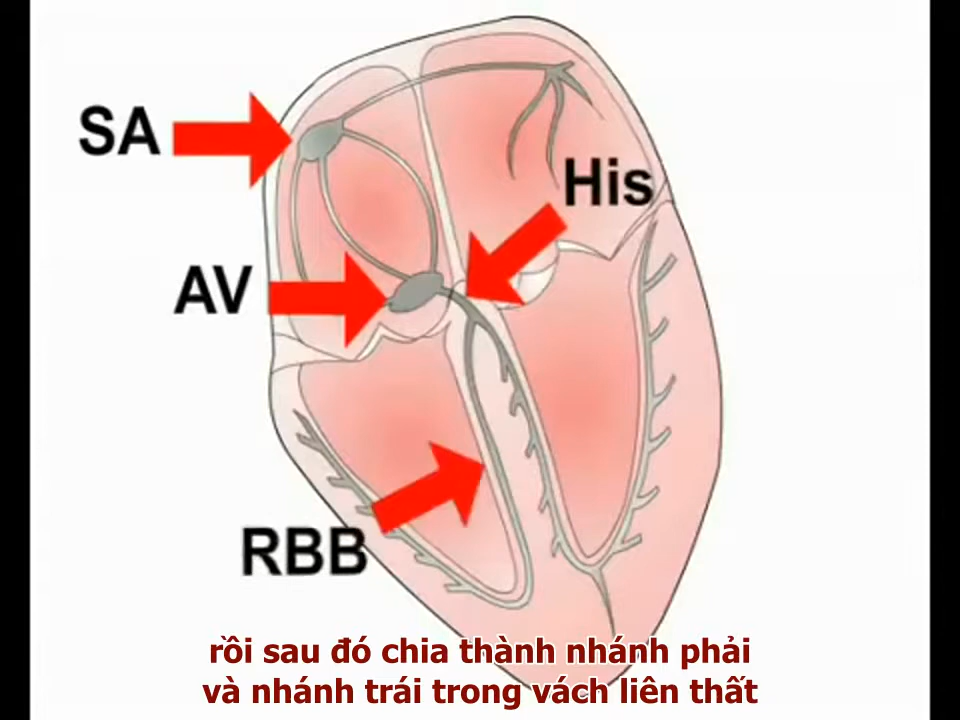 SA
His
AV
RBB
rồi sau đó chia thành nhánh phải
và nhánh trái trong vách liên thất